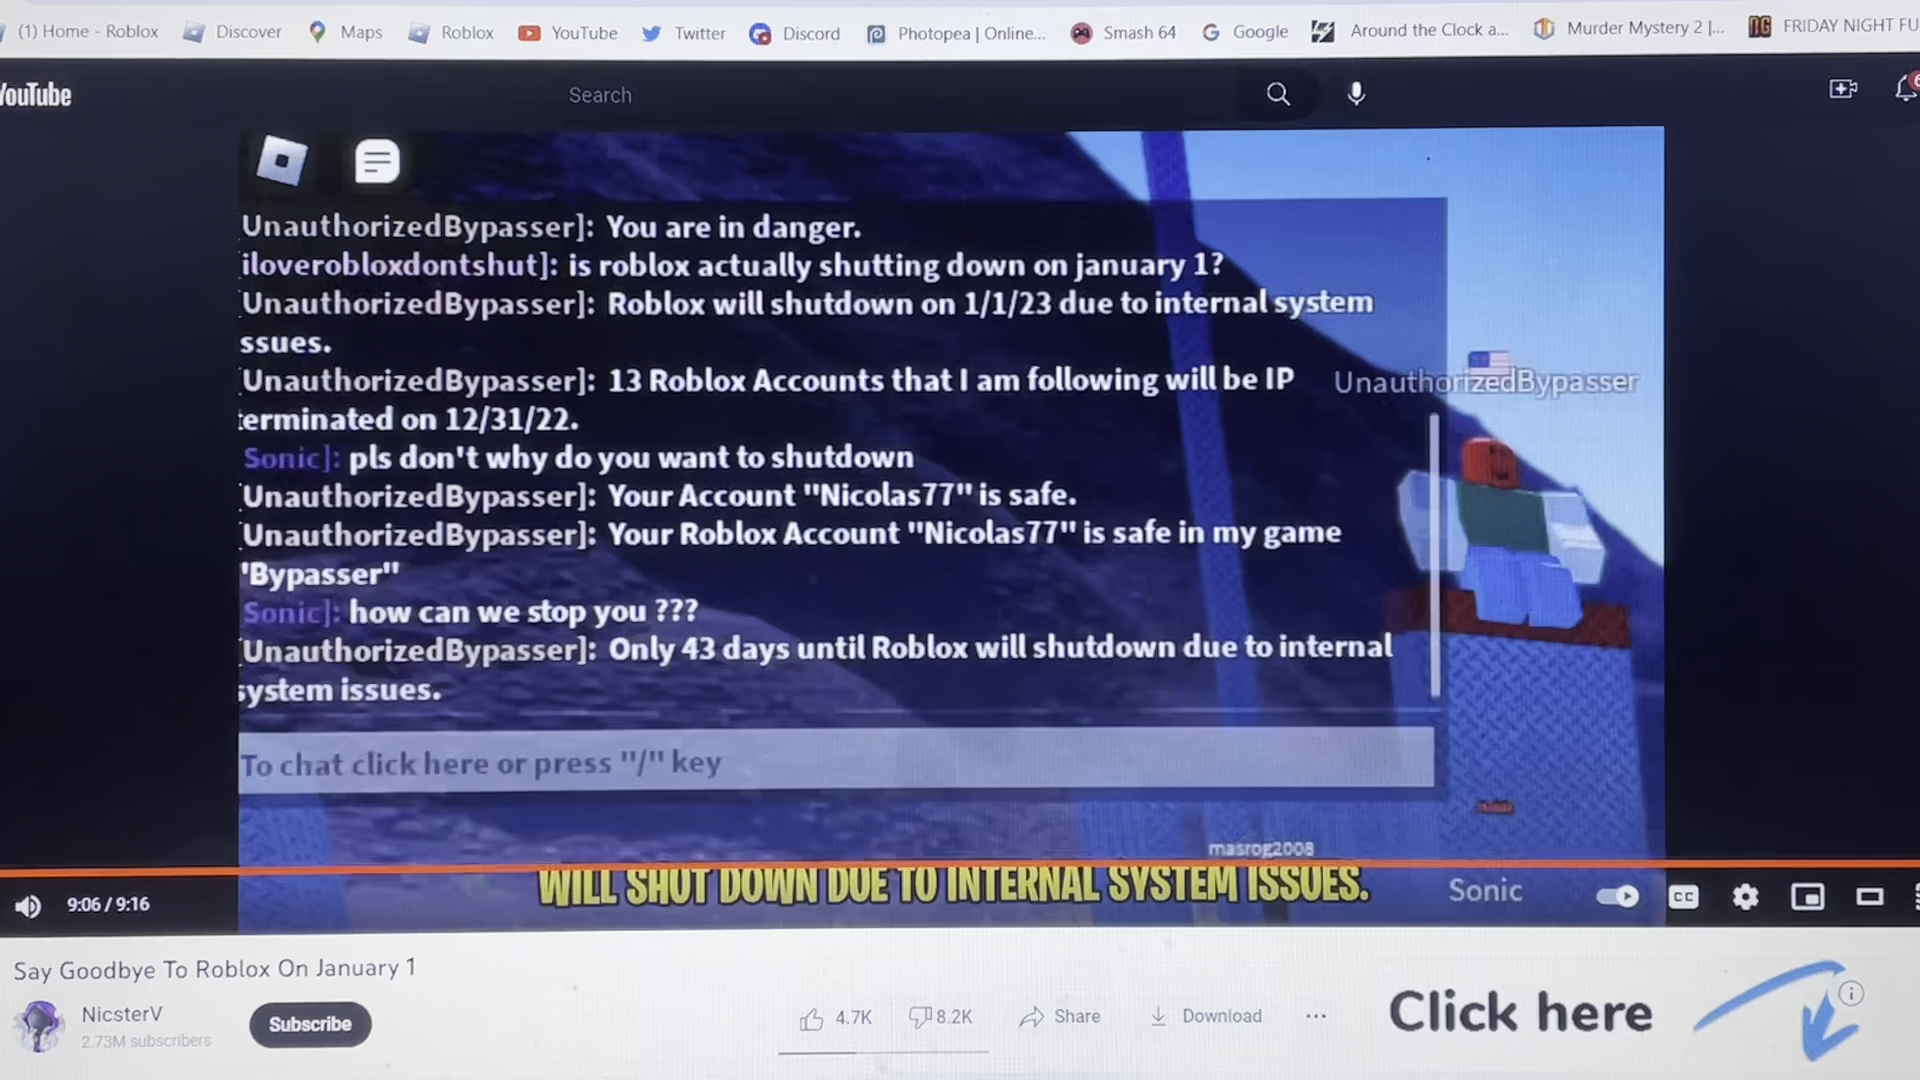 (1) Home - Roblox Discover Maps Roblox YouTube Twitter Discord Photopea | Online... Smash 64 Google Around the Clock a... Murder Mystery 2 |... FRIDAY NIGHT FU
YouTube Search 6
UnauthorizedBypasser]: You are in danger.
iloverobloxdontshut]: is roblox actually shutting down on january 1?
UnauthorizedBypasser]: Roblox will shutdown on 1/1/23 due to internal system
ssues.
UnauthorizedBypasser]: 13 Roblox Accounts that I am following will be IP
terminated on 12/31/22.
UnauthorizedBypasser
Sonic]: pls don't why do you want to shutdown
UnauthorizedBypasser]: Your Account "Nicolas77" is safe.
UnauthorizedBypasser]: Your Roblox Account "Nicolas77" is safe in my game
'Bypasser"
Sonic]: how can we stop you ???
UnauthorizedBypasser]: Only 43 days until Roblox will shutdown due to internal
system issues.
To chat click here or press "/" key
masrog2008
WILL SHUT DOWN DUE TO INTERNAL SYSTEM ISSUES.
Sonic
9:06 / 9:16
CC
Say Goodbye To Roblox On January 1
NicsterV
2.73M subscribers
Subscribe
4.7K 8.2K Share Download ...
Click here